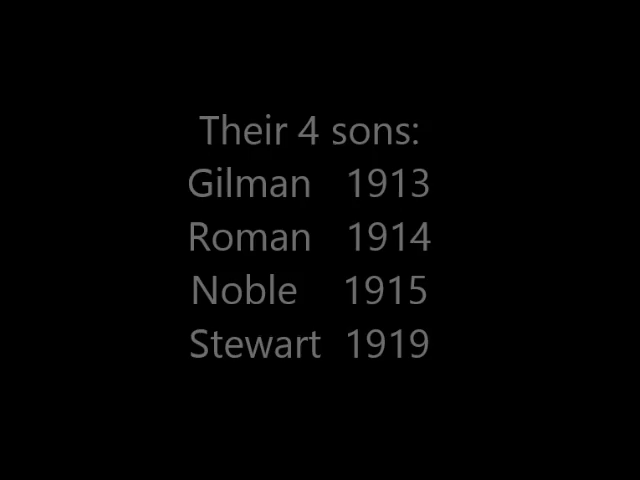 Their 4 sons:
Gilman 1913
Roman 1914
Noble 1915
Stewart 1919